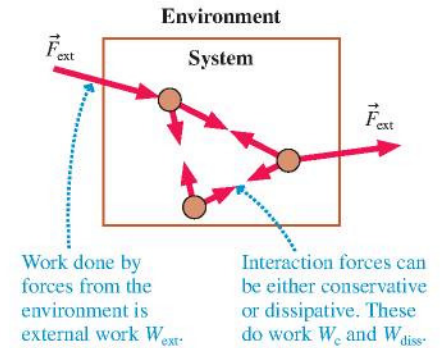 Environment
System
F⃗ext
F⃗ext
Work done by
forces from the
environment is
external work Wext.
Interaction forces can
be either conservative
or dissipative. These
do work Wc and Wdiss.